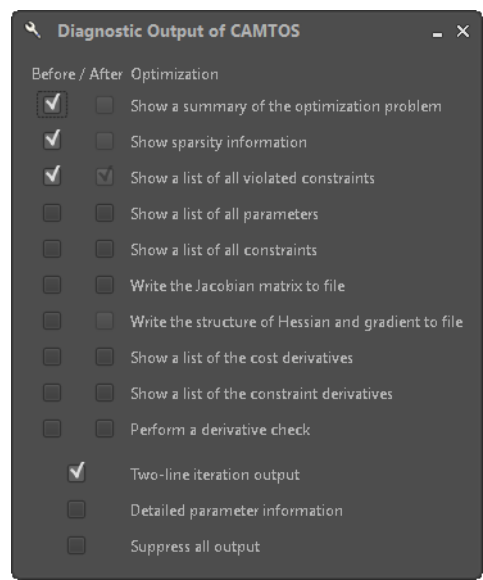 Diagnostic Output of CAMTOS
Before / After Optimization
Show a summary of the optimization problem
Show sparsity information
Show a list of all violated constraints
Show a list of all parameters
Show a list of all constraints
Write the Jacobian matrix to file
Write the structure of Hessian and gradient to file
Show a list of the cost derivatives
Show a list of the constraint derivatives
Perform a derivative check
Two-line iteration output
Detailed parameter information
Suppress all output